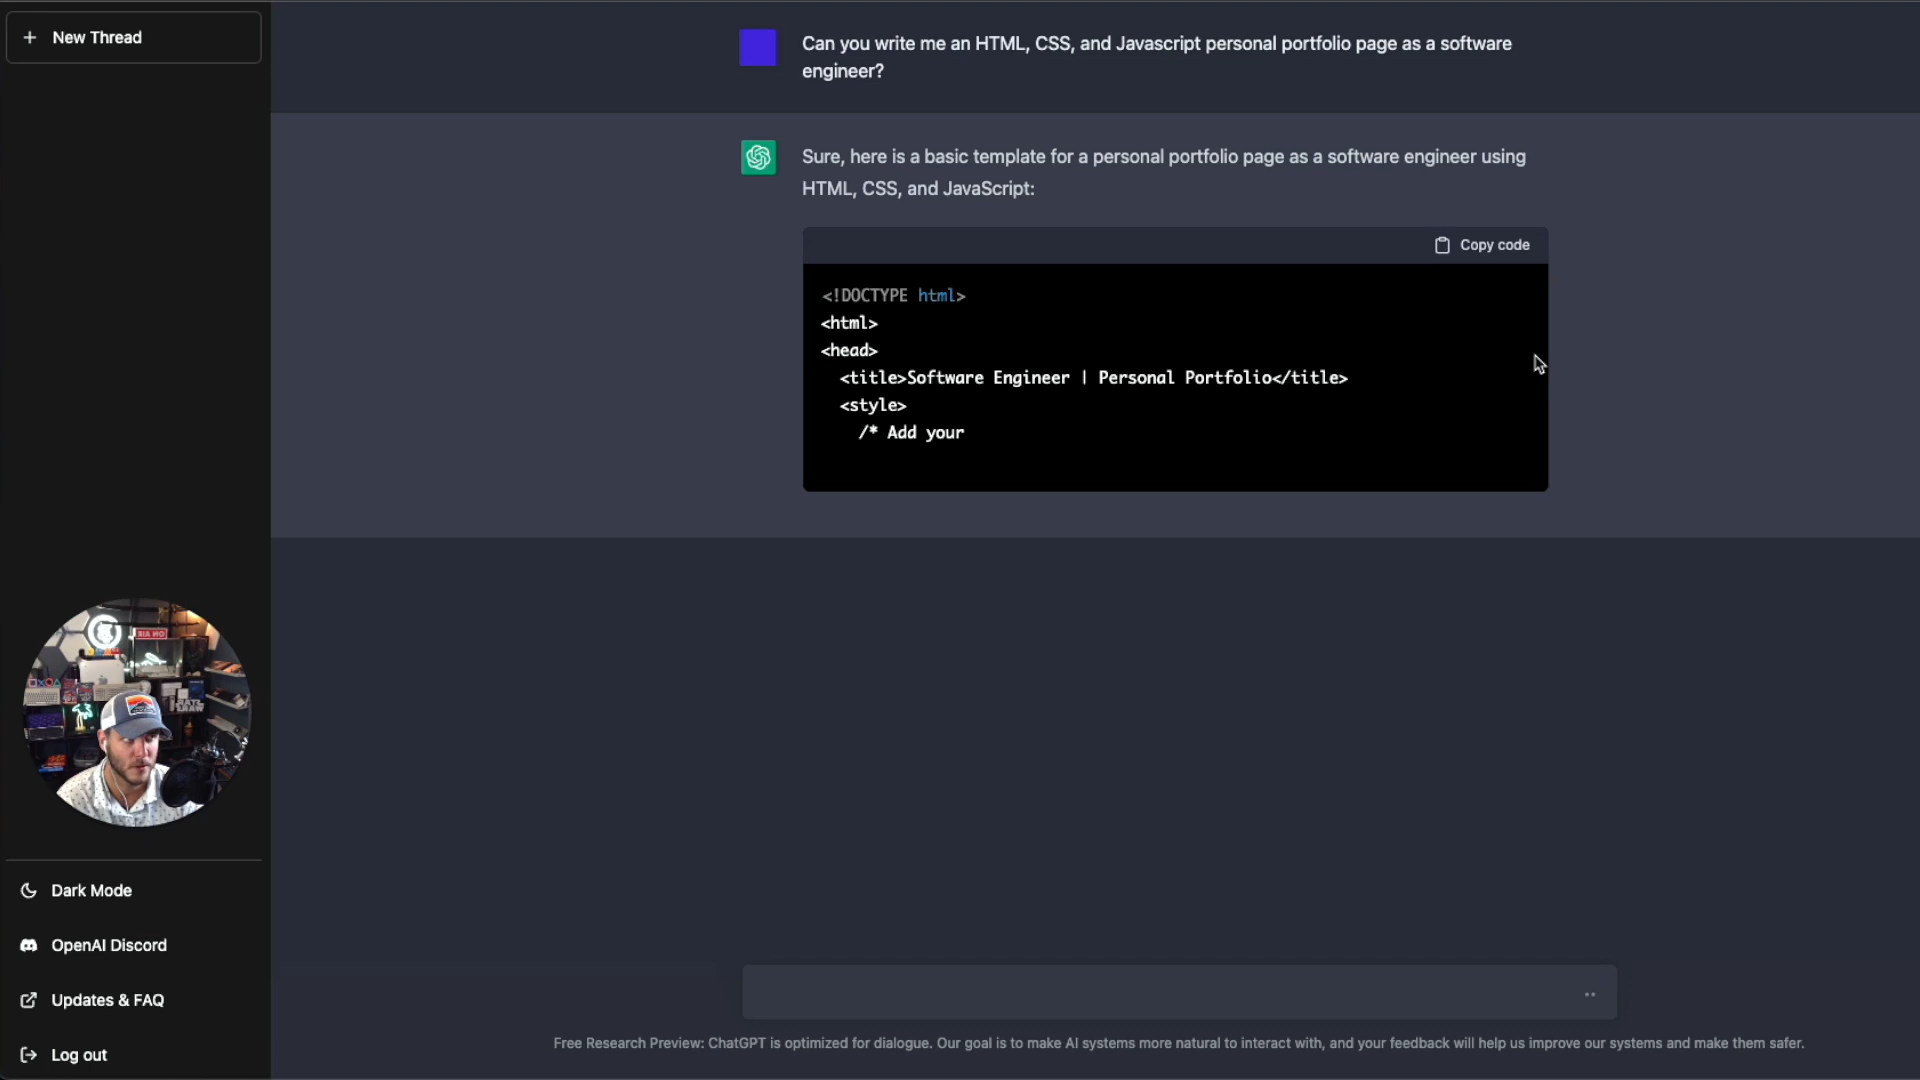 New Thread
Can you write me an HTML, CSS, and Javascript personal portfolio page as a software
engineer?
Sure, here is a basic template for a personal portfolio page as a software engineer using
HTML, CSS, and JavaScript:
Copy code
<!DOCTYPE html>
<html>
<head>
<title>Software Engineer | Personal Portfolio</title>
<style>
/* Add your
Dark Mode
OpenAI Discord
Updates & FAQ
Log out
Free Research Preview: ChatGPT is optimized for dialogue. Our goal is to make AI systems more natural to interact with, and your feedback will help us improve our systems and make them safer.